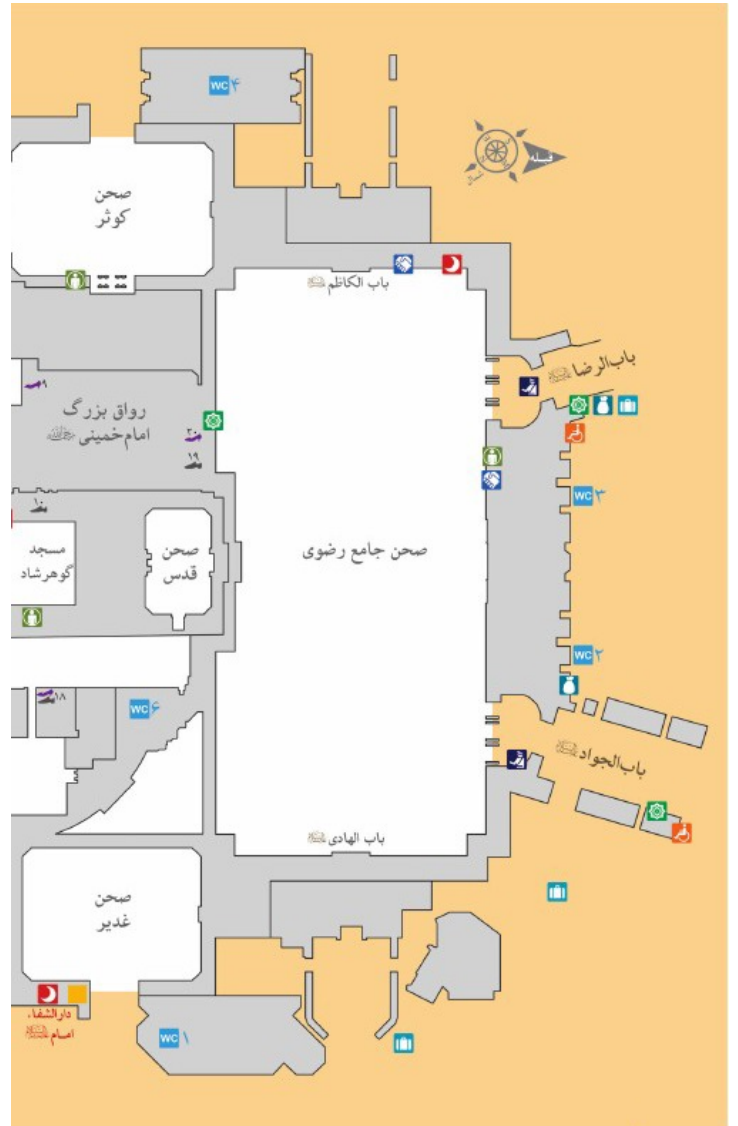 WC ۴
قبله
شمال
صحن
کوثر
باب الکاظم
باب‌الرضا
۹
رواق بزرگ
امام‌خمینی
۲۰
۱۹
۱۰
WC ۳
مسجد
گوهرشاد
صحن
قدس
صحن جامع رضوی
WC ۲
۱۸
WC ۶
باب‌الجواد
باب الهادی
صحن
غدیر
دارالشفاء
امام
WC ۱